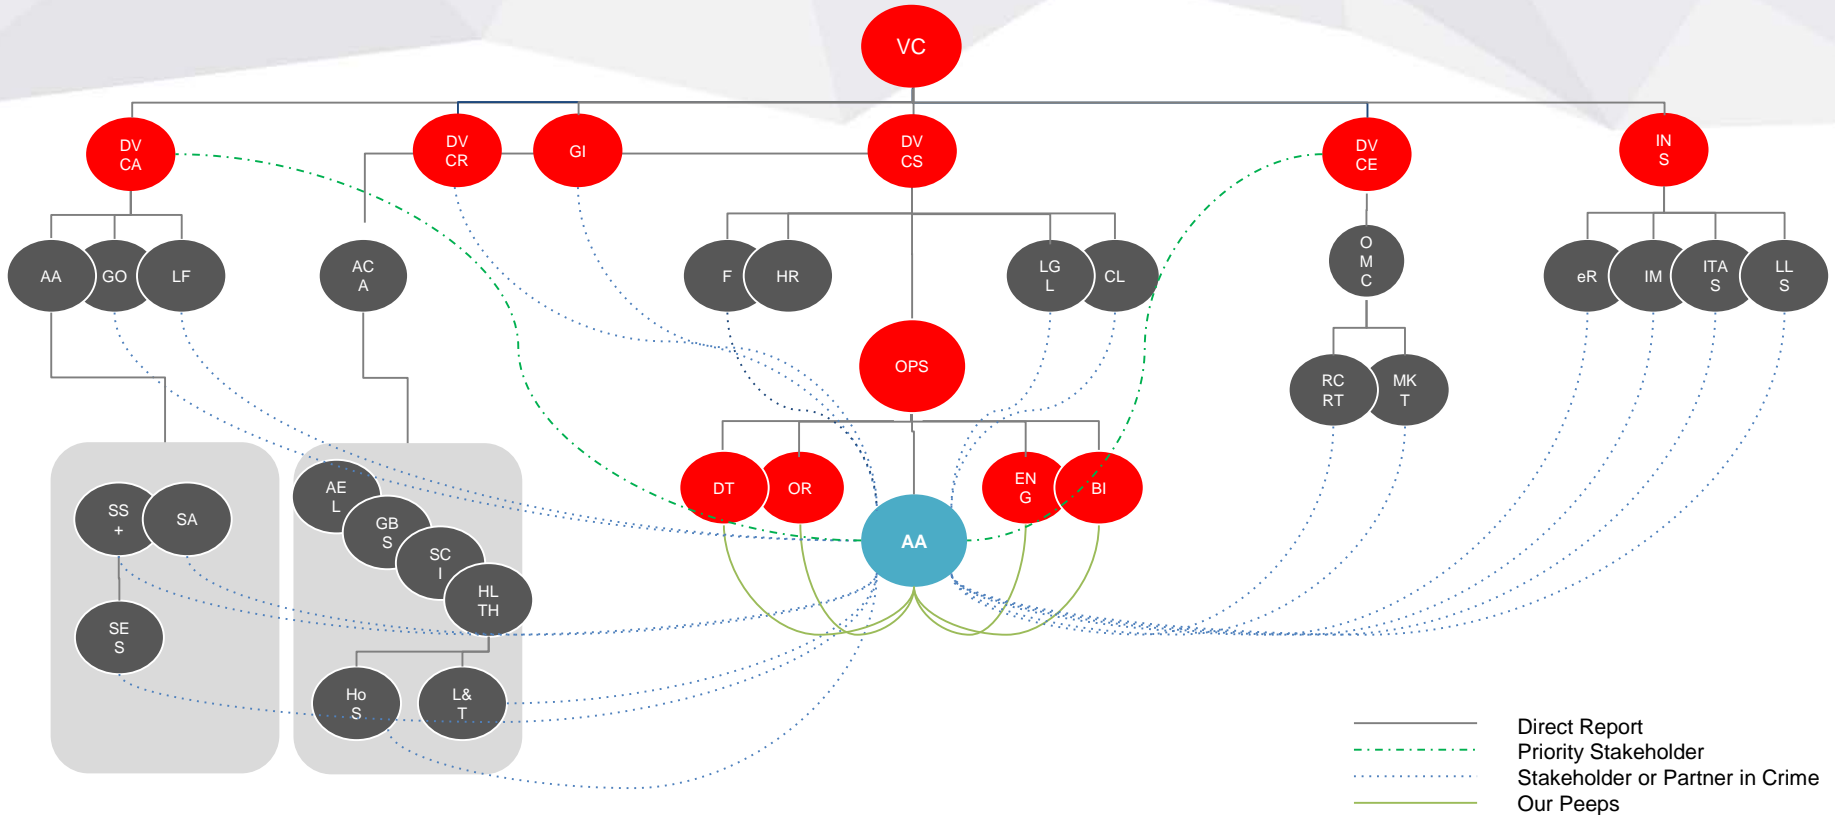 VC
DV
CA
DV
CR
GI
DV
CS
DV
CE
IN
S
AA
GO
LF
AC
A
F
HR
LG
L
CL
O
M
C
eR
IM
ITA
S
LL
S
OPS
RC
RT
MK
T
SS
+
SA
AE
L
GB
S
SC
I
HL
TH
DT
OR
EN
G
BI
AA
SE
S
Ho
S
L&
T
Direct Report
Priority Stakeholder
Stakeholder or Partner in Crime
Our Peeps